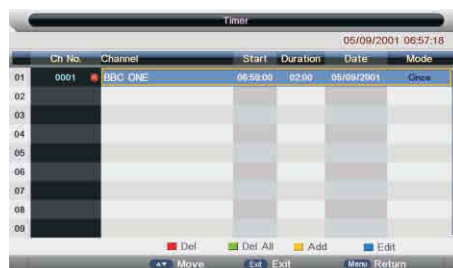 Timer
05/09/2001 06:57:18
Ch No. Channel Start Duration Date Mode
01 0001 BBC ONE 06:59:00 02:00 05/09/2001 Once
02
03
04
05
06
07
08
09
Del Del All Add Edit
Move Exit Exit Menu Return